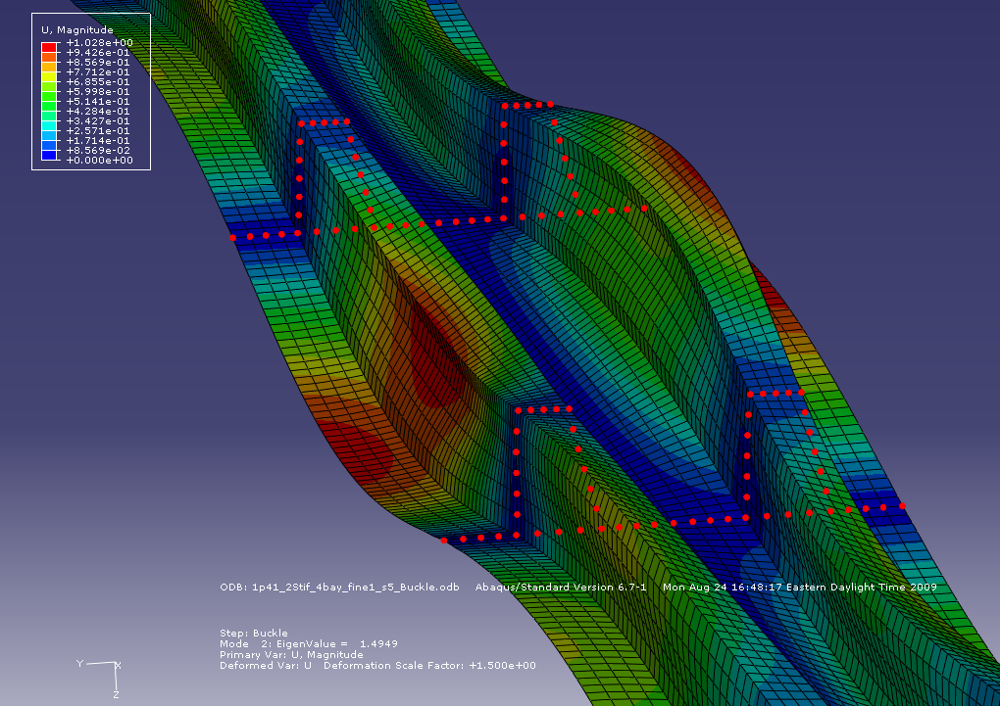 U, Magnitude
+1.028e+00
+9.426e-01
+8.569e-01
+7.712e-01
+6.855e-01
+5.998e-01
+5.141e-01
+4.284e-01
+3.427e-01
+2.571e-01
+1.714e-01
+8.569e-02
+0.000e+00
ODB: 1p41_2Stif_4bay_fine1_s5_Buckle.odb Abaqus/Standard Version 6.7-1 Mon Aug 24 16:48:17 Eastern Daylight Time 2009
Step: Buckle
Mode 2: EigenValue = 1.4949
Primary Var: U, Magnitude
Deformed Var: U Deformation Scale Factor: +1.500e+00
Y X
Z